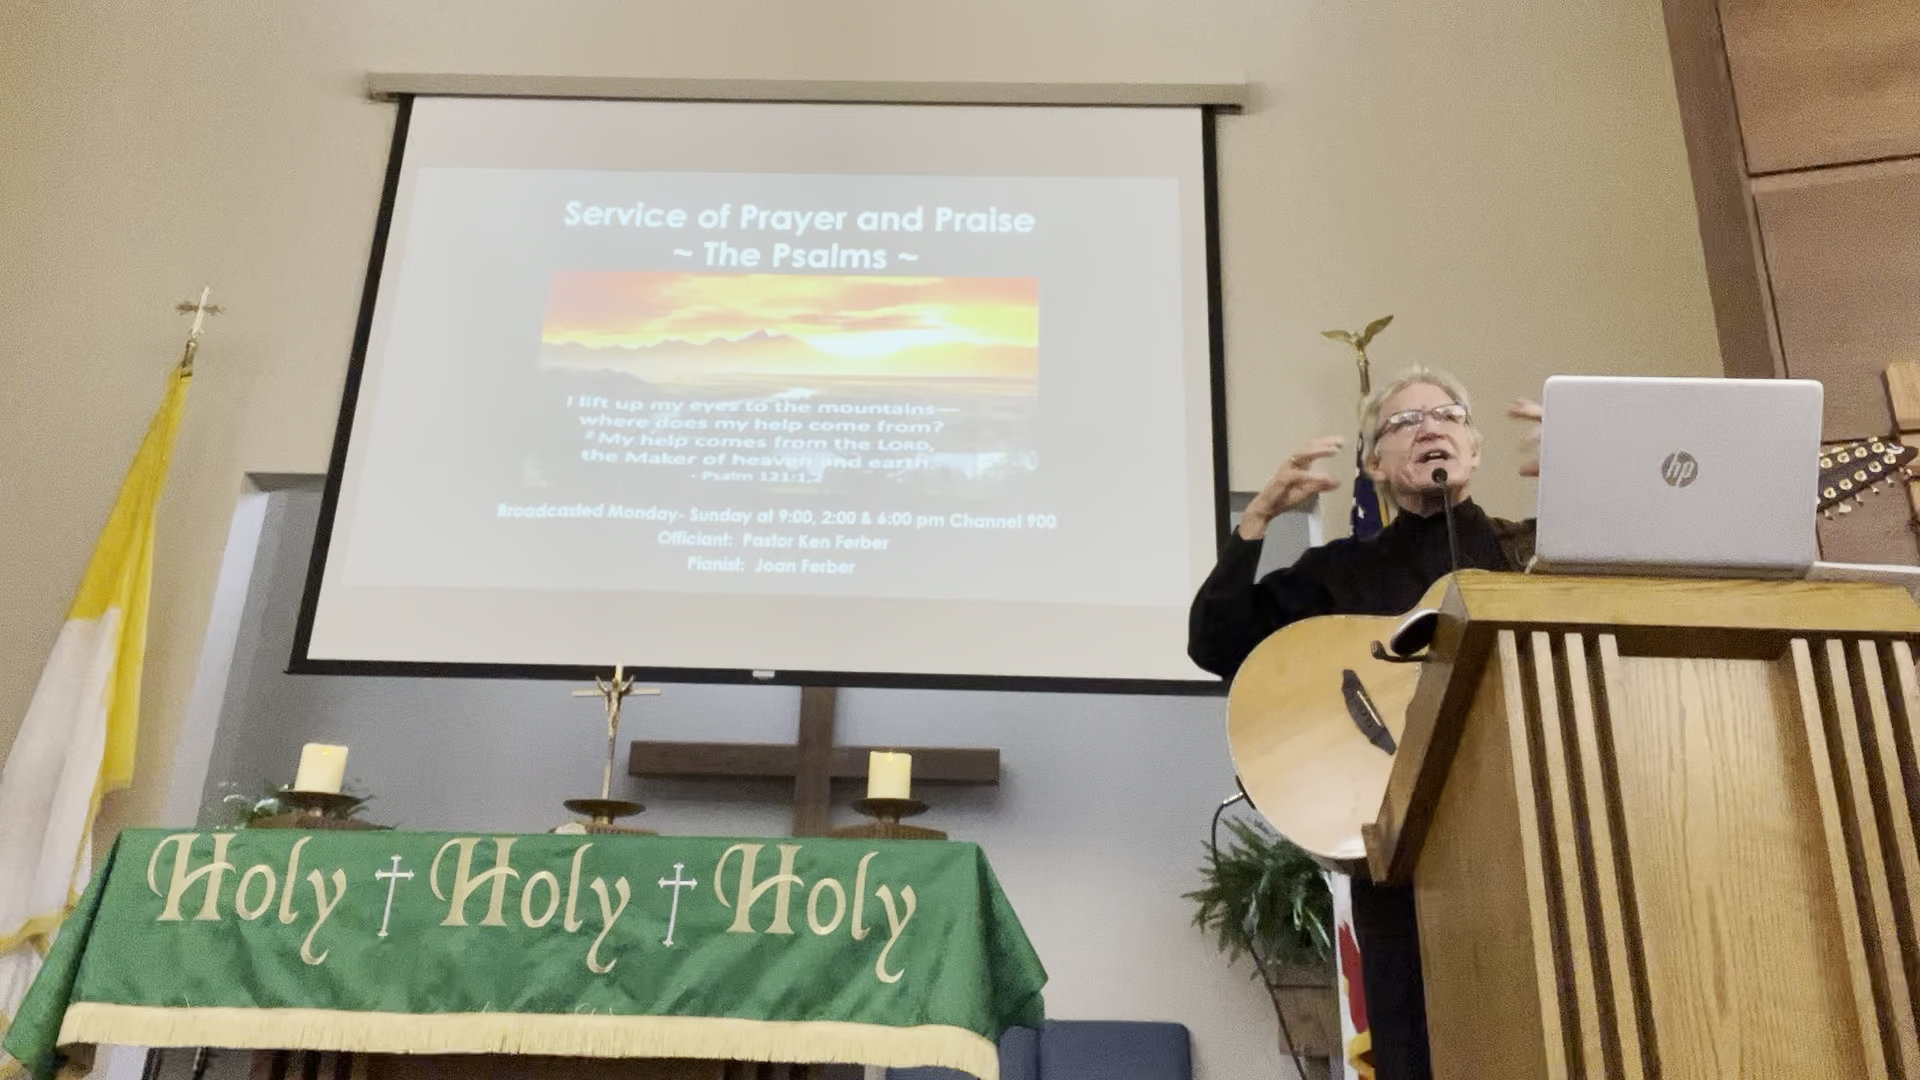 Service of Prayer and Praise
~ The Psalms ~
I lift up my eyes to the mountains—
where does my help come from?
² My help comes from the LORD,
the Maker of heaven and earth.
- Psalm 121:1,2
Broadcasted Monday- Sunday at 9:00, 2:00 & 6:00 pm Channel 900
Officiant: Pastor Ken Ferber
Pianist: Joan Ferber
hp
Holy † Holy † Holy